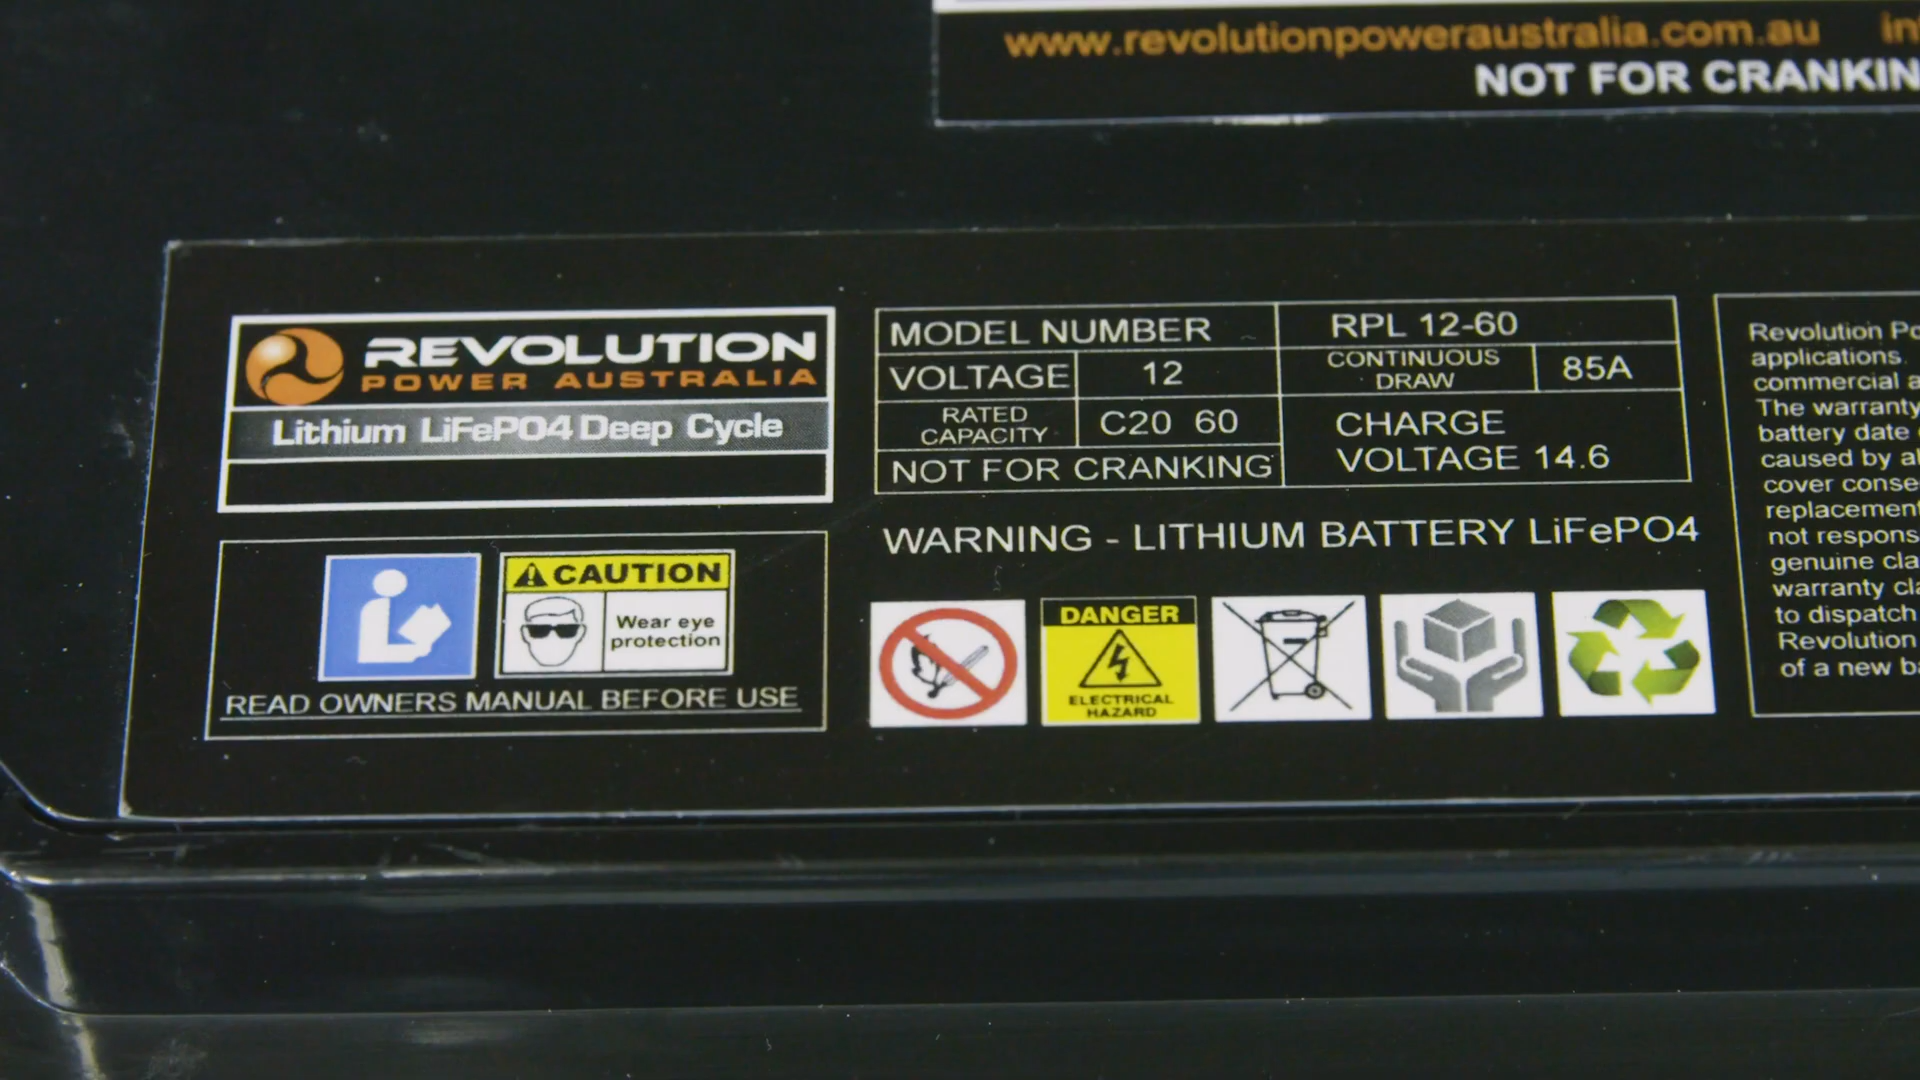 www.revolutionpoweraustralia.com.au
NOT FOR
REVOLUTION
POWER AUSTRALIA
Lithium LiFePO4 Deep Cycle
MODEL NUMBER RPL 12-60
VOLTAGE 12 CONTINUOUS DRAW 85A
RATED CAPACITY C20 60 CHARGE VOLTAGE 14.6
NOT FOR CRANKING
WARNING - LITHIUM BATTERY LiFePO4
CAUTION
Wear eye
protection
READ OWNERS MANUAL BEFORE USE
DANGER
ELECTRICAL
HAZARD
Revolution
applications.
commercial
The warranty
battery date
caused by
cover
replacement
not
genuine
warranty
to dispatch
Revolution
of a new